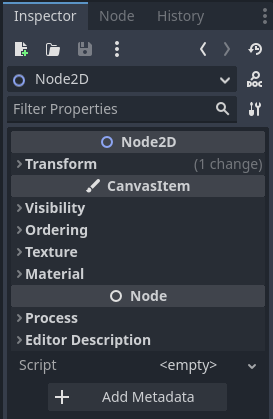 Inspector Node History
Node2D
DOC
Filter Properties
Node2D
Transform (1 change)
CanvasItem
Visibility
Ordering
Texture
Material
Node
Process
Editor Description
Script <empty>
Add Metadata